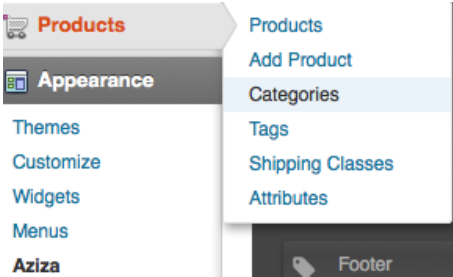 Products
Appearance
Themes
Customize
Widgets
Menus
Aziza
Products
Add Product
Categories
Tags
Shipping Classes
Attributes
Footer